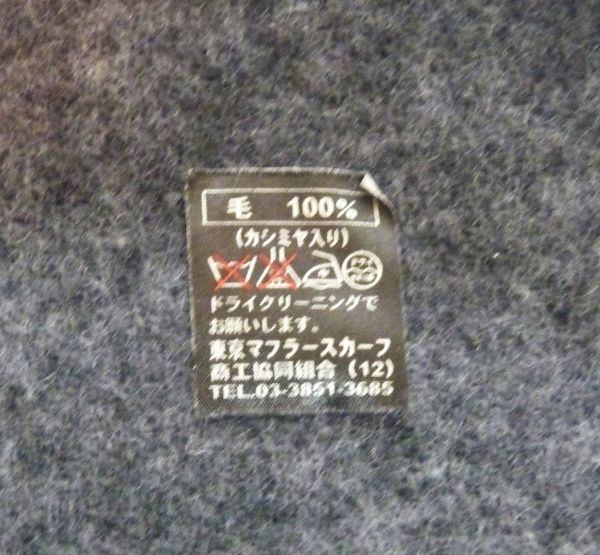 毛 100%
(カシミヤ入り)
ドライクリーニングで
お願いします。
東京マフラースカーフ
商工協同組合 (12)
TEL.03-3851-3685